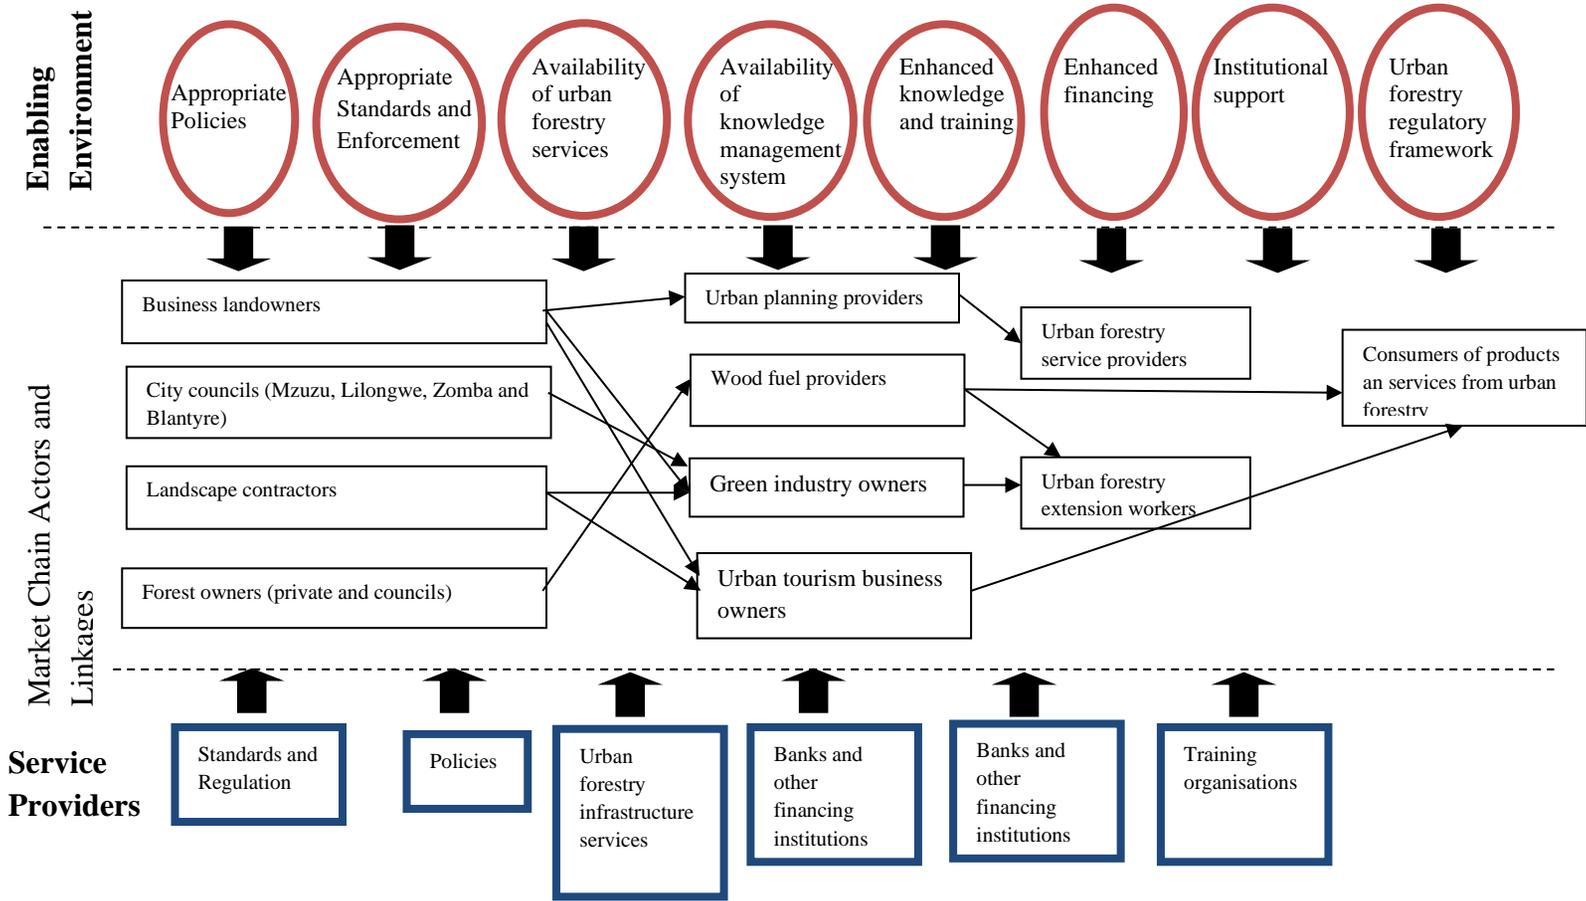 Enabling
Environment
Appropriate
Policies
Appropriate
Standards and
Enforcement
Availability
of urban
forestry
services
Availability
of
knowledge
management
system
Enhanced
knowledge
and training
Enhanced
financing
Institutional
support
Urban
forestry
regulatory
framework
Market Chain Actors and
Linkages
Business landowners
City councils (Mzuzu, Lilongwe, Zomba and
Blantyre)
Landscape contractors
Forest owners (private and councils)
Urban planning providers
Wood fuel providers
Green industry owners
Urban tourism business
owners
Urban forestry
service providers
Urban forestry
extension workers
Consumers of products
an services from urban
forestry
Service
Providers
Standards and
Regulation
Policies
Urban
forestry
infrastructure
services
Banks and
other
financing
institutions
Banks and
other
financing
institutions
Training
organisations